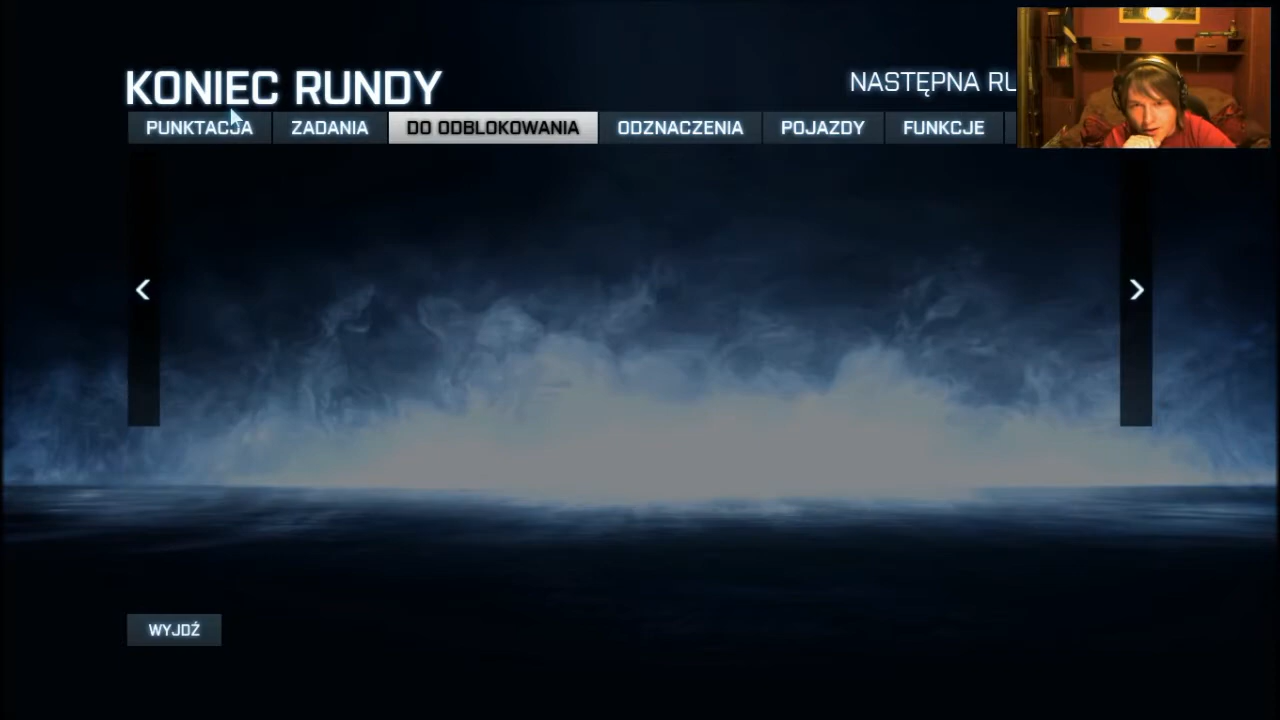 KONIEC RUNDY
NASTĘPNA RU
PUNKTACJA ZADANIA DO ODBLOKOWANIA ODZNACZENIA POJAZDY FUNKCJE
WYJDŹ